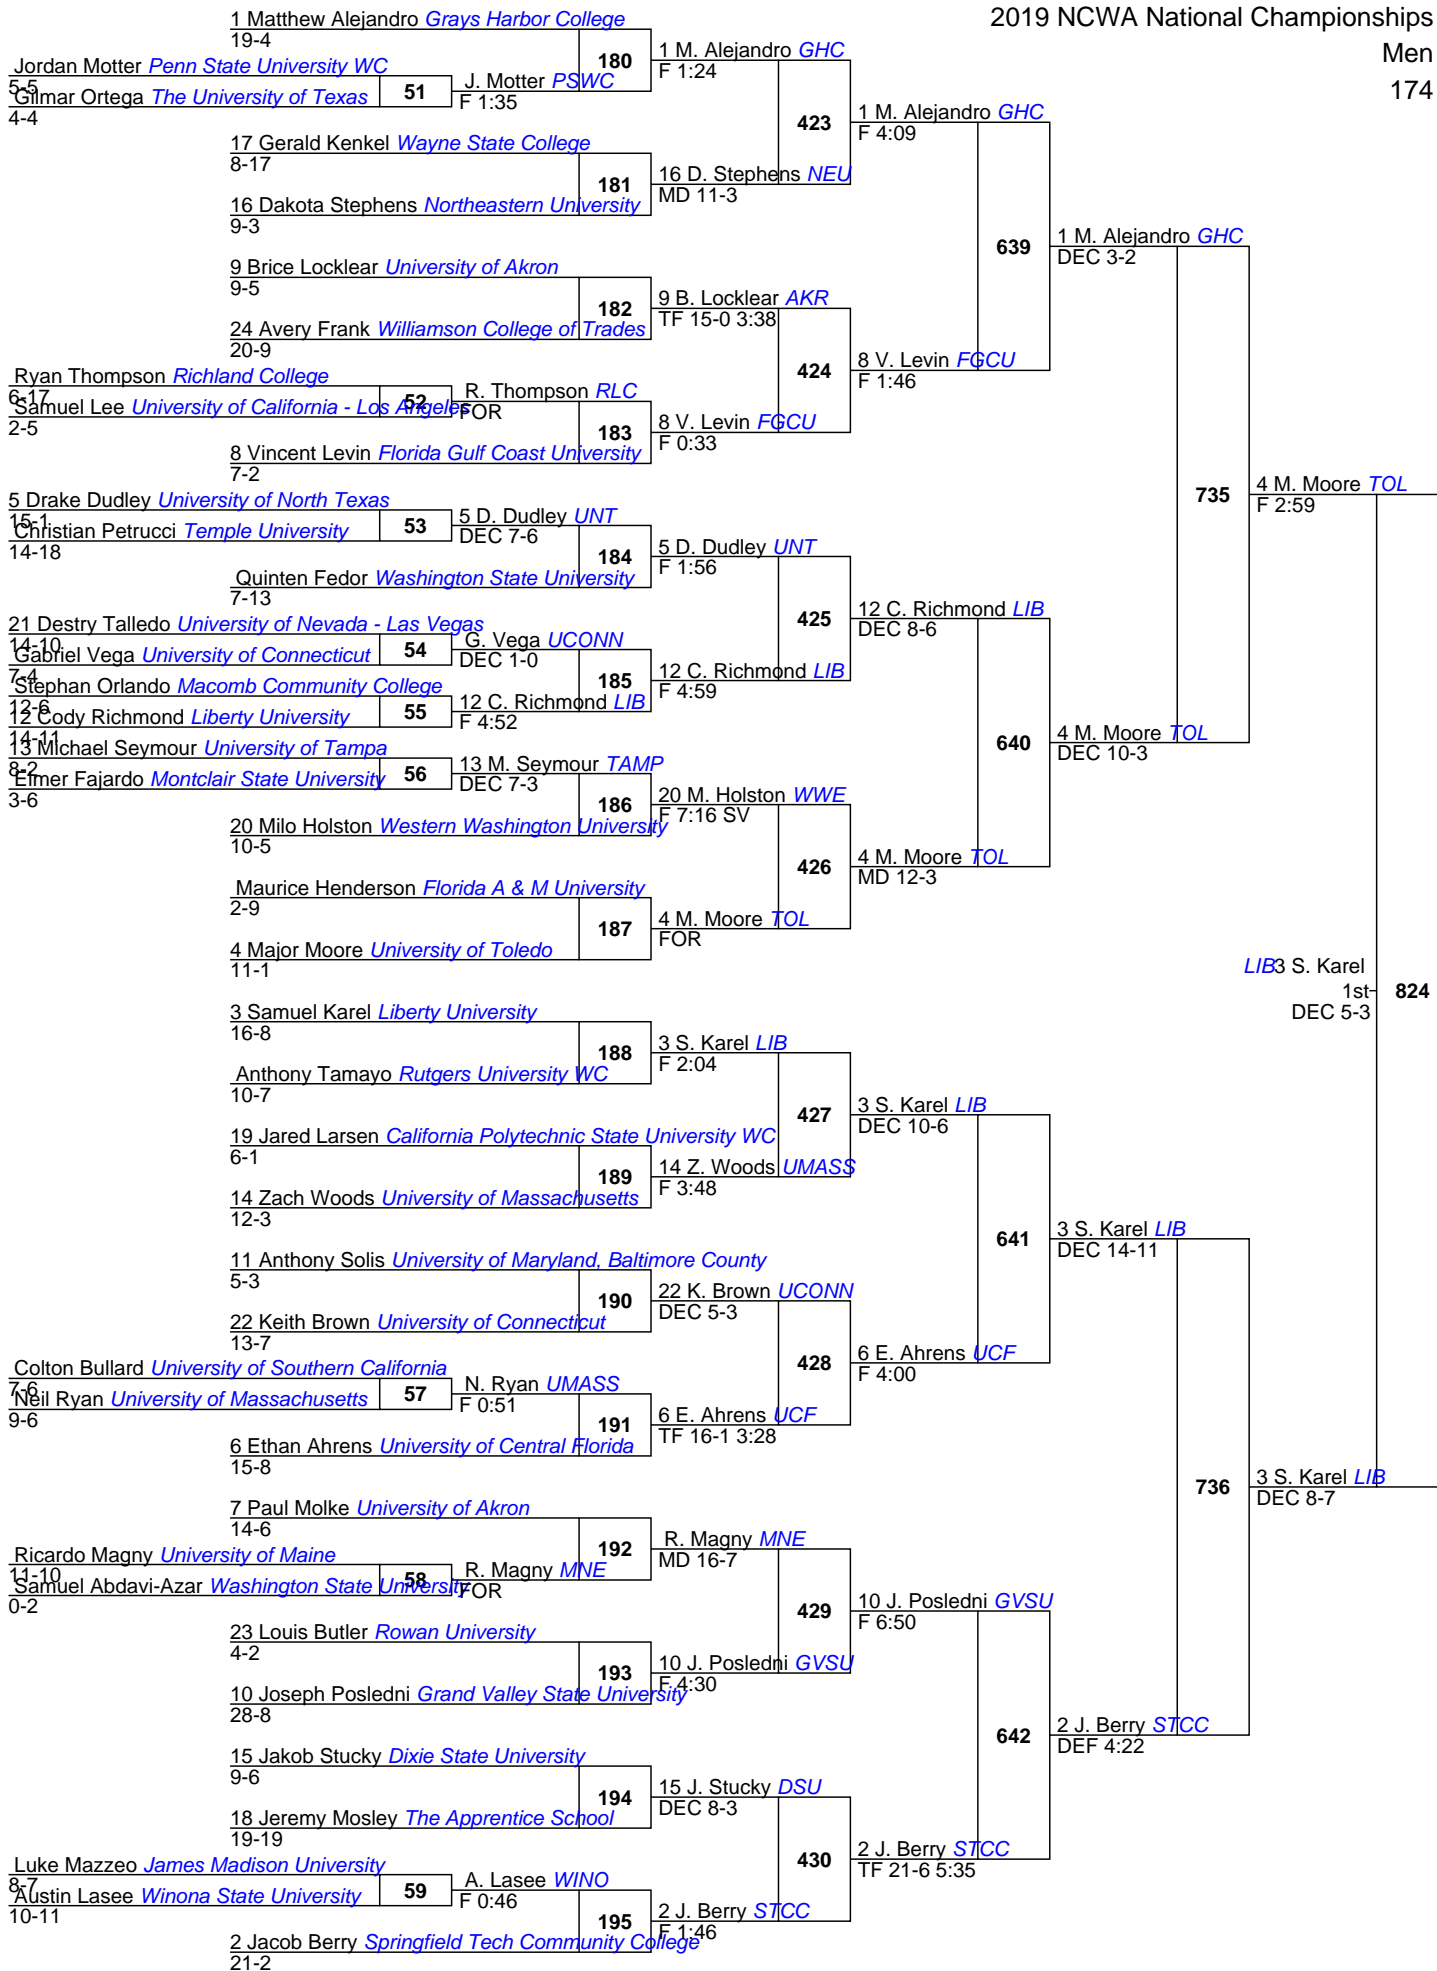 2019 NCWA National Championships
Men
174
1 Matthew Alejandro Grays Harbor College
19-4
180
1 M. Alejandro GHC
F 1:24
Jordan Motter Penn State University WC
5-5
51
J. Motter PSWC
F 1:35
Gilmar Ortega The University of Texas
4-4
423
1 M. Alejandro GHC
F 4:09
17 Gerald Kenkel Wayne State College
8-17
181
16 D. Stephens NEU
MD 11-3
16 Dakota Stephens Northeastern University
9-3
639
1 M. Alejandro GHC
DEC 3-2
9 Brice Locklear University of Akron
9-5
182
9 B. Locklear AKR
TF 15-0 3:38
24 Avery Frank Williamson College of Trades
20-9
424
8 V. Levin FGCU
F 1:46
Ryan Thompson Richland College
6-17
52
R. Thompson RLC
FOR
Samuel Lee University of California - Los Angeles
2-5
183
8 V. Levin FGCU
F 0:33
8 Vincent Levin Florida Gulf Coast University
7-2
735
4 M. Moore TOL
F 2:59
5 Drake Dudley University of North Texas
15-1
53
5 D. Dudley UNT
DEC 7-6
Christian Petrucci Temple University
14-18
184
5 D. Dudley UNT
F 1:56
Quinten Fedor Washington State University
7-13
425
12 C. Richmond LIB
DEC 8-6
21 Destry Talledo University of Nevada - Las Vegas
14-10
54
G. Vega UCONN
DEC 1-0
Gabriel Vega University of Connecticut
7-4
185
12 C. Richmond LIB
F 4:59
Stephan Orlando Macomb Community College
12-6
55
12 C. Richmond LIB
F 4:52
12 Cody Richmond Liberty University
14-11
640
4 M. Moore TOL
DEC 10-3
13 Michael Seymour University of Tampa
8-2
56
13 M. Seymour TAMP
DEC 7-3
Elmer Fajardo Montclair State University
3-6
186
20 M. Holston WWE
F 7:16 SV
20 Milo Holston Western Washington University
10-5
426
4 M. Moore TOL
MD 12-3
Maurice Henderson Florida A & M University
2-9
187
4 M. Moore TOL
FOR
4 Major Moore University of Toledo
11-1
LIB3 S. Karel
1st
824
DEC 5-3
3 Samuel Karel Liberty University
16-8
188
3 S. Karel LIB
F 2:04
Anthony Tamayo Rutgers University WC
10-7
427
3 S. Karel LIB
DEC 10-6
19 Jared Larsen California Polytechnic State University WC
6-1
189
14 Z. Woods UMASS
F 3:48
14 Zach Woods University of Massachusetts
12-3
641
3 S. Karel LIB
DEC 14-11
11 Anthony Solis University of Maryland, Baltimore County
5-3
190
22 K. Brown UCONN
DEC 5-3
22 Keith Brown University of Connecticut
13-7
428
6 E. Ahrens UCF
F 4:00
Colton Bullard University of Southern California
7-6
57
N. Ryan UMASS
F 0:51
Neil Ryan University of Massachusetts
9-6
191
6 E. Ahrens UCF
TF 16-1 3:28
6 Ethan Ahrens University of Central Florida
15-8
736
3 S. Karel LIB
DEC 8-7
7 Paul Molke University of Akron
14-6
192
R. Magny MNE
MD 16-7
Ricardo Magny University of Maine
11-10
58
R. Magny MNE
FOR
Samuel Abdavi-Azar Washington State University
0-2
429
10 J. Posledni GVSU
F 6:50
23 Louis Butler Rowan University
4-2
193
10 J. Posledni GVSU
F 4:30
10 Joseph Posledni Grand Valley State University
28-8
642
2 J. Berry STCC
DEF 4:22
15 Jakob Stucky Dixie State University
9-6
194
15 J. Stucky DSU
DEC 8-3
18 Jeremy Mosley The Apprentice School
19-19
430
2 J. Berry STCC
TF 21-6 5:35
Luke Mazzeo James Madison University
8-7
59
A. Lasee WINO
F 0:46
Austin Lasee Winona State University
10-11
195
2 J. Berry STCC
F 1:46
2 Jacob Berry Springfield Tech Community College
21-2